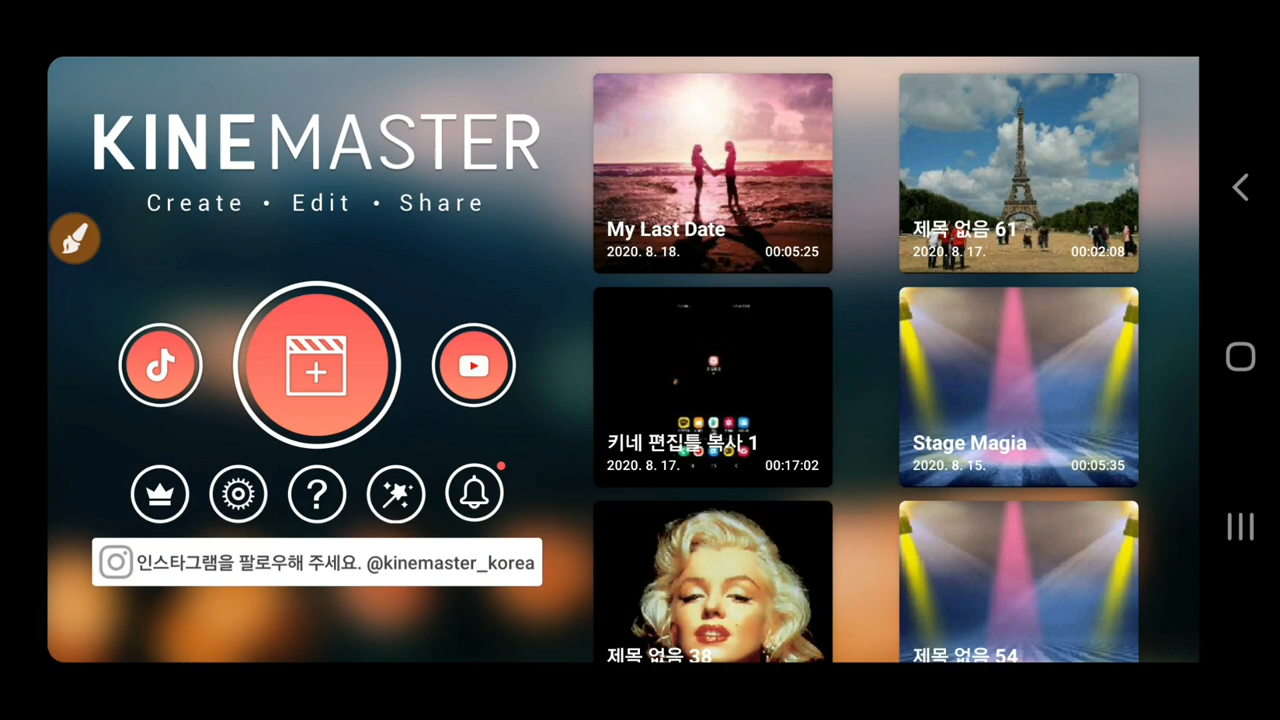 KINEMASTER
Create • Edit • Share
인스타그램을 팔로우해 주세요. @kinemaster_korea
My Last Date
2020. 8. 18. 00:05:25
제목 없음 61
2020. 8. 17. 00:02:08
키네 편집틀 복사 1
2020. 8. 17. 00:17:02
Stage Magia
2020. 8. 15. 00:05:35
제목 없음 38
제목 없음 54